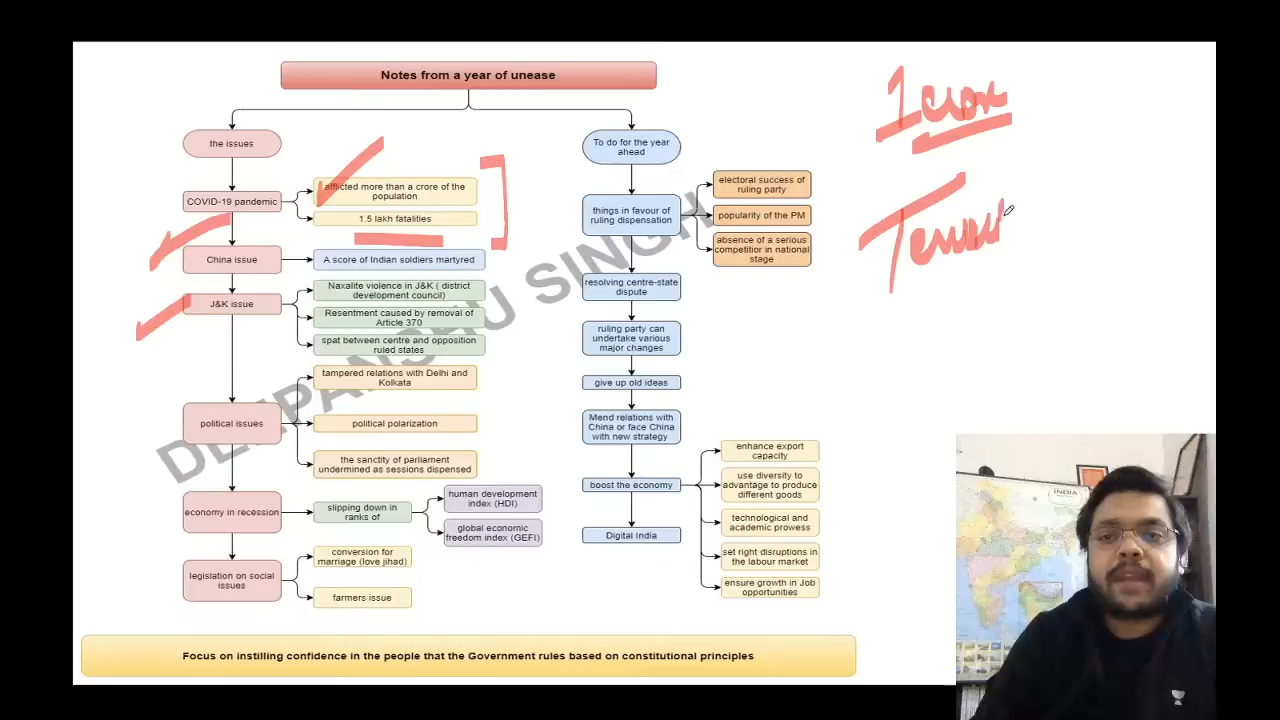 Notes from a year of unease
the issues
COVID-19 pandemic
afflicted more than a crore of the
population
1.5 lakh fatalities
China issue
A score of Indian soldiers martyred
J&K issue
Naxalite violence in J&K ( district
development council)
Resentment caused by removal of
Article 370
spat between centre and opposition
ruled states
political issues
tampered relations with Delhi and
Kolkata
political polarization
the sanctity of parliament
undermined as sessions dispensed
economy in recession
slipping down in
ranks of
human development
index (HDI)
global economic
freedom index (GEFI)
legislation on social
issues
conversion for
marriage (love jihad)
farmers issue
To do for the year
ahead
things in favour of
ruling dispensation
electoral success of
ruling party
popularity of the PM
absence of a serious
competitior in national
stage
resolving centre-state
dispute
ruling party can
undertake various
major changes
give up old ideas
Mend relations with
China or face China
with new strategy
boost the economy
enhance export
capacity
use diversity to
advantage to produce
different goods
technological and
academic prowess
set right disruptions in
the labour market
ensure growth in Job
opportunities
Digital India
Focus on instilling confidence in the people that the Government rules based on constitutional principles
DEEPANSHU SINGH
1 crore
INDIA